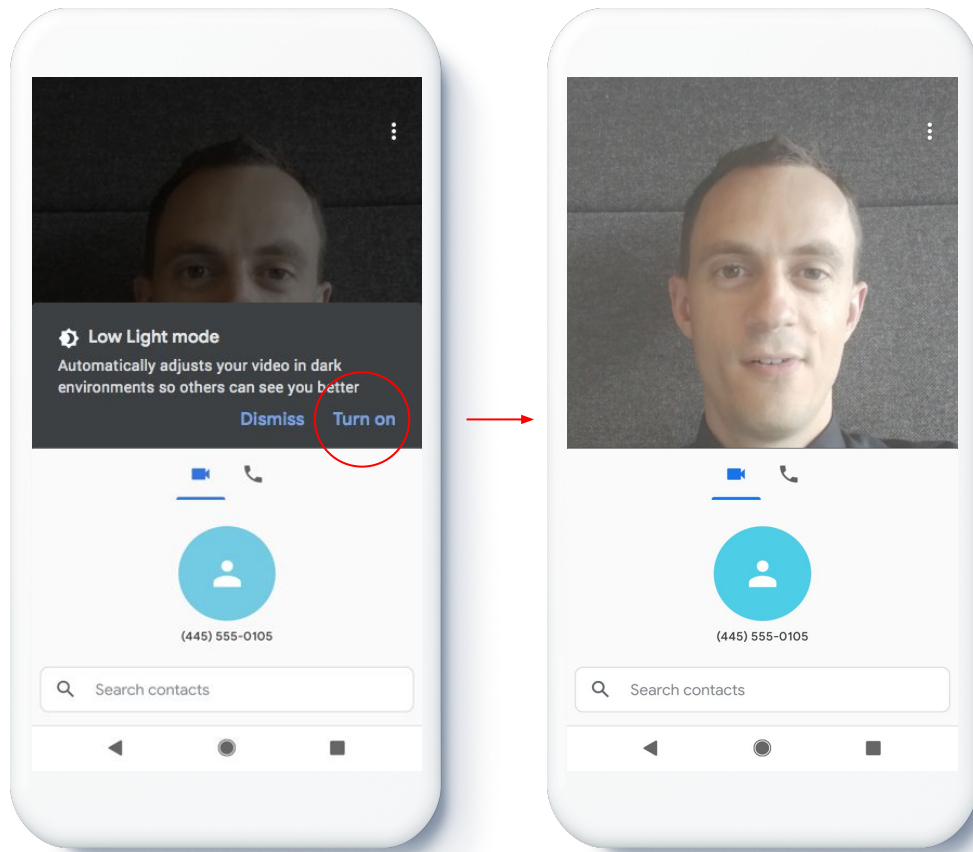 Low Light mode
Automatically adjusts your video in dark
environments so others can see you better
Dismiss Turn on
(445) 555-0105
Search contacts
(445) 555-0105
Search contacts